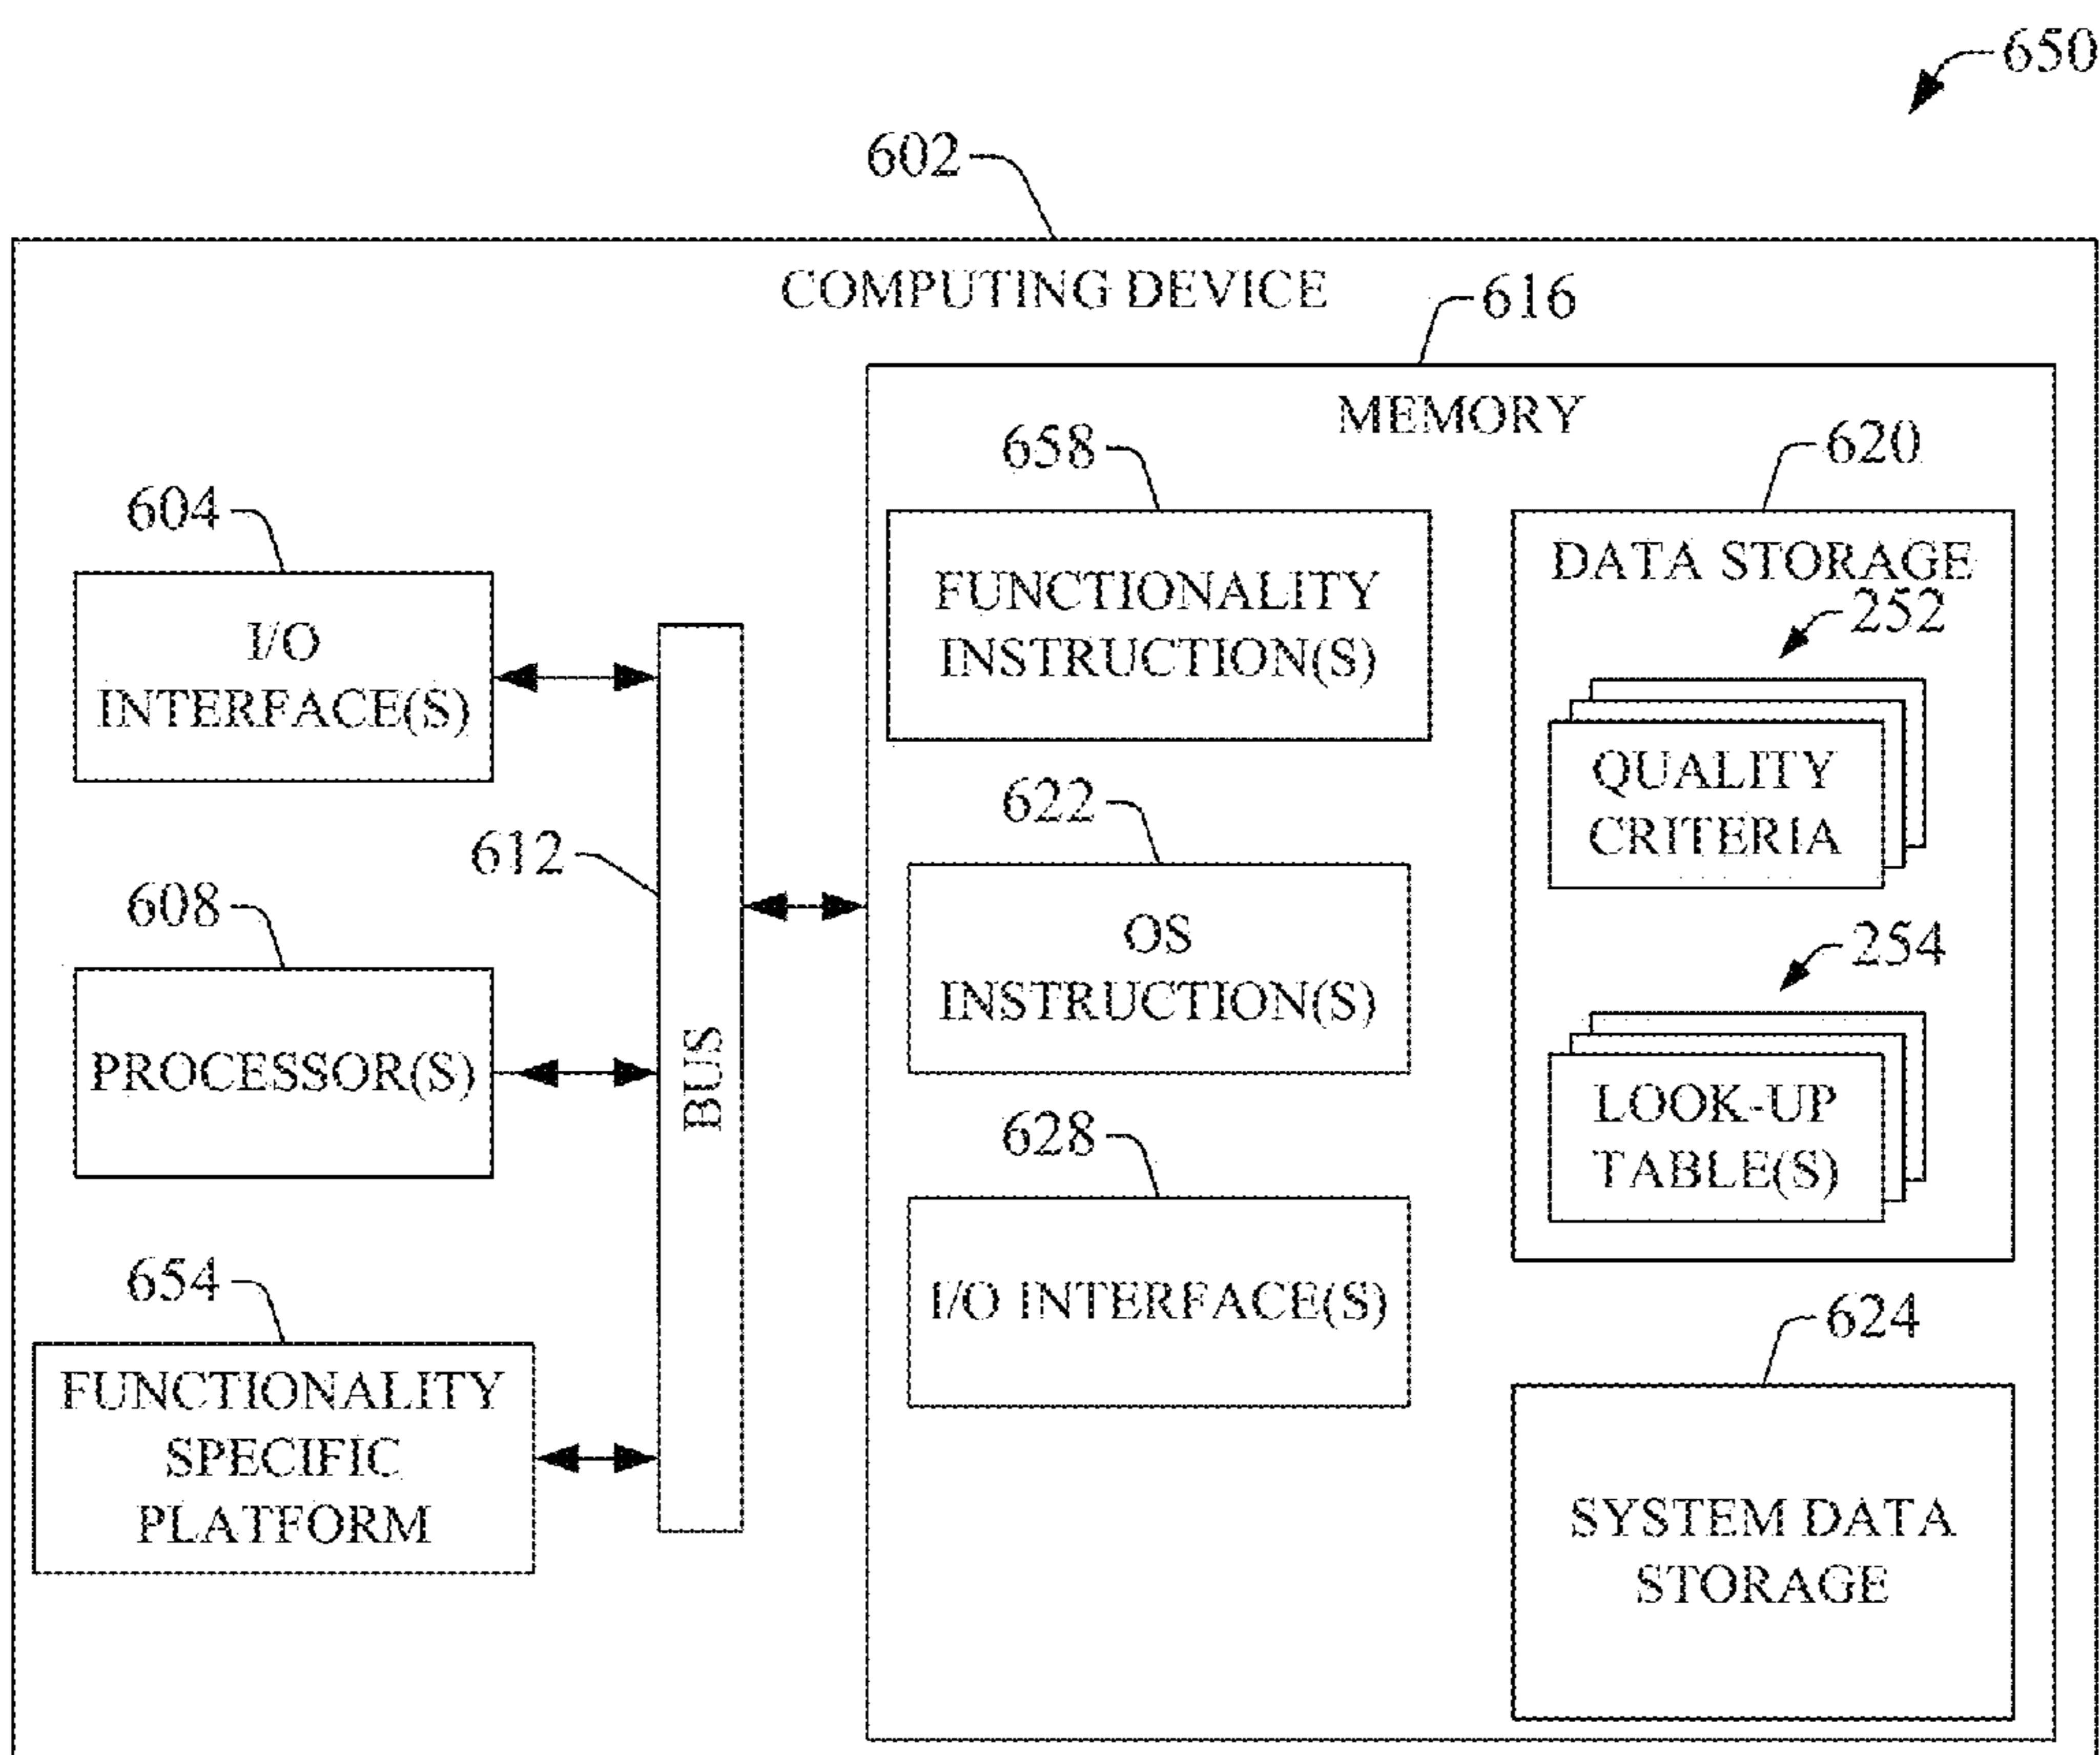 650
602
COMPUTING DEVICE
616
MEMORY
658
620
604
FUNCTIONALITY
INSTRUCTION(S)
DATA STORAGE
252
I/O
INTERFACE(S)
QUALITY
CRITERIA
622
612
608
OS
INSTRUCTION(S)
254
PROCESSOR(S)
BUS
LOOK-UP
TABLE(S)
628
654
I/O INTERFACE(S)
624
FUNCTIONALITY
SPECIFIC
PLATFORM
SYSTEM DATA
STORAGE